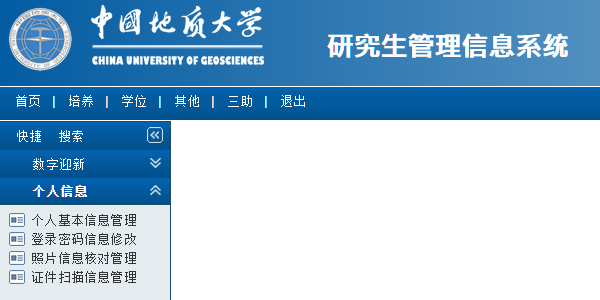 中國地质大学
CHINA UNIVERSITY OF GEOSCIENCES
研究生管理信息系统
首页 | 培养 | 学位 | 其他 | 三助 | 退出
快捷 搜索
数字迎新
个人信息
个人基本信息管理
登录密码信息修改
照片信息核对管理
证件扫描信息管理